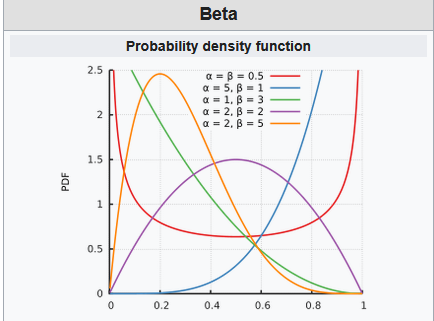 Beta
Probability density function
2.5
2
1.5
1
0.5
0
PDF
α = β = 0.5
α = 5, β = 1
α = 1, β = 3
α = 2, β = 2
α = 2, β = 5
0 0.2 0.4 0.6 0.8 1